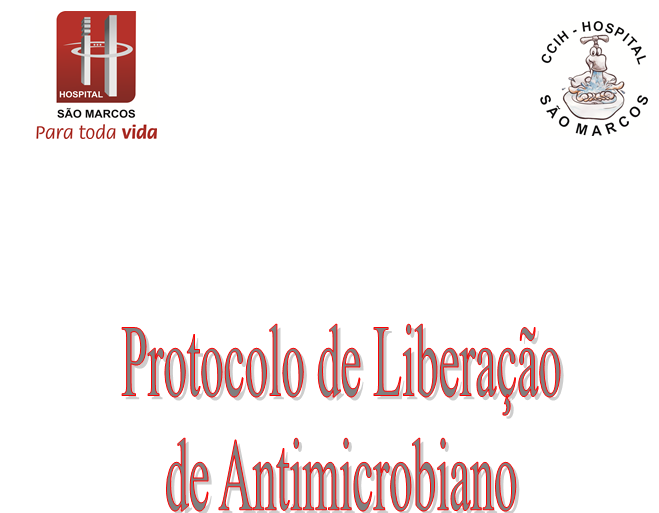 HOSPITAL
SÃO MARCOS
Para toda vida
CCIH - HOSPITAL
SÃO MARCOS
Protocolo de Liberação
de Antimicrobiano